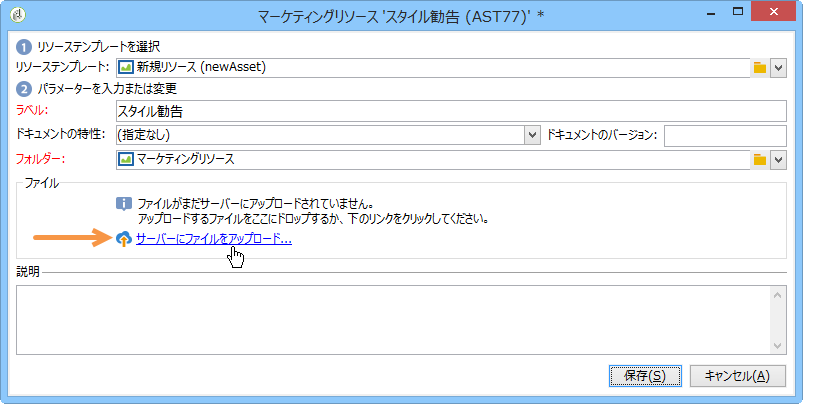 マーケティングリソース 'スタイル勧告 (AST77)' *
1 リソーステンプレートを選択
リソーステンプレート: 新規リソース (newAsset)
2 パラメーターを入力または変更
ラベル: スタイル勧告
ドキュメントの特性: (指定なし) ドキュメントのバージョン:
フォルダー: マーケティングリソース
ファイル
ファイルがまだサーバーにアップロードされていません。
アップロードするファイルをここにドロップするか、下のリンクをクリックしてください。
サーバーにファイルをアップロード...
説明
保存(S) キャンセル(A)